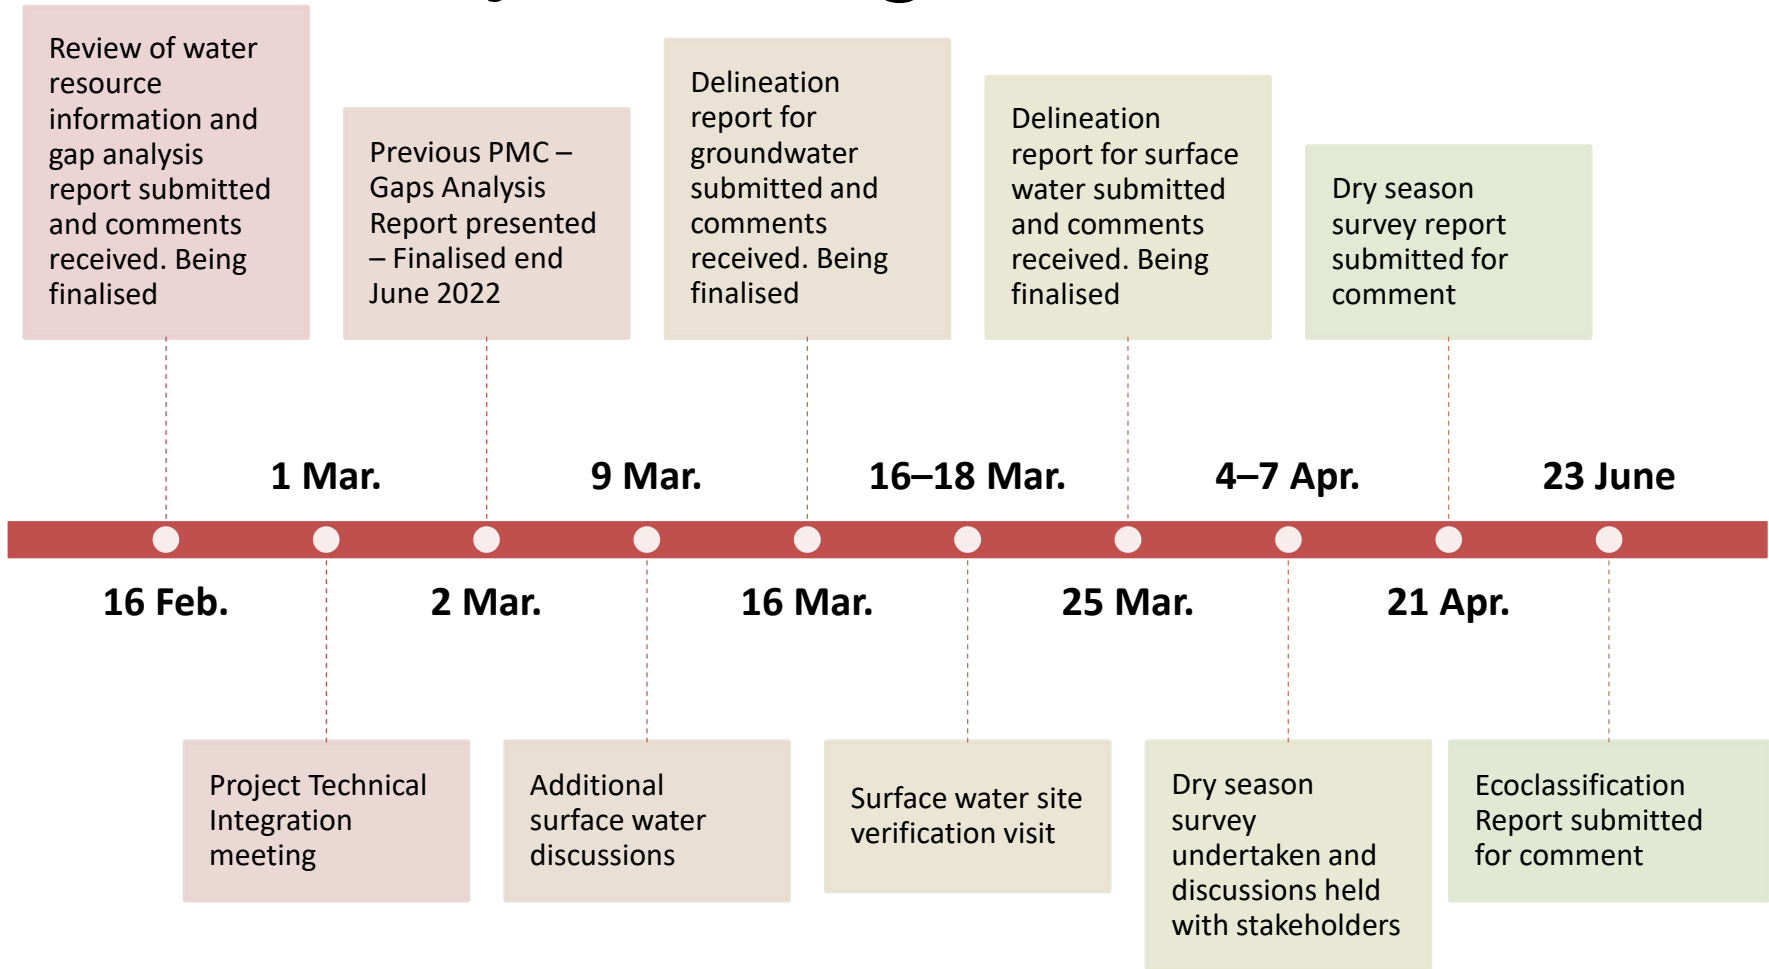 Review of water
resource
information and
gap analysis
report submitted
and comments
received. Being
finalised
Previous PMC –
Gaps Analysis
Report presented
– Finalised end
June 2022
Delineation
report for
groundwater
submitted and
comments
received. Being
finalised
Delineation
report for surface
water submitted
and comments
received. Being
finalised
Dry season
survey report
submitted for
comment
1 Mar.
9 Mar.
16–18 Mar.
4–7 Apr.
23 June
16 Feb.
2 Mar.
16 Mar.
25 Mar.
21 Apr.
Project Technical
Integration
meeting
Additional
surface water
discussions
Surface water site
verification visit
Dry season
survey
undertaken and
discussions held
with stakeholders
Ecoclassification
Report submitted
for comment